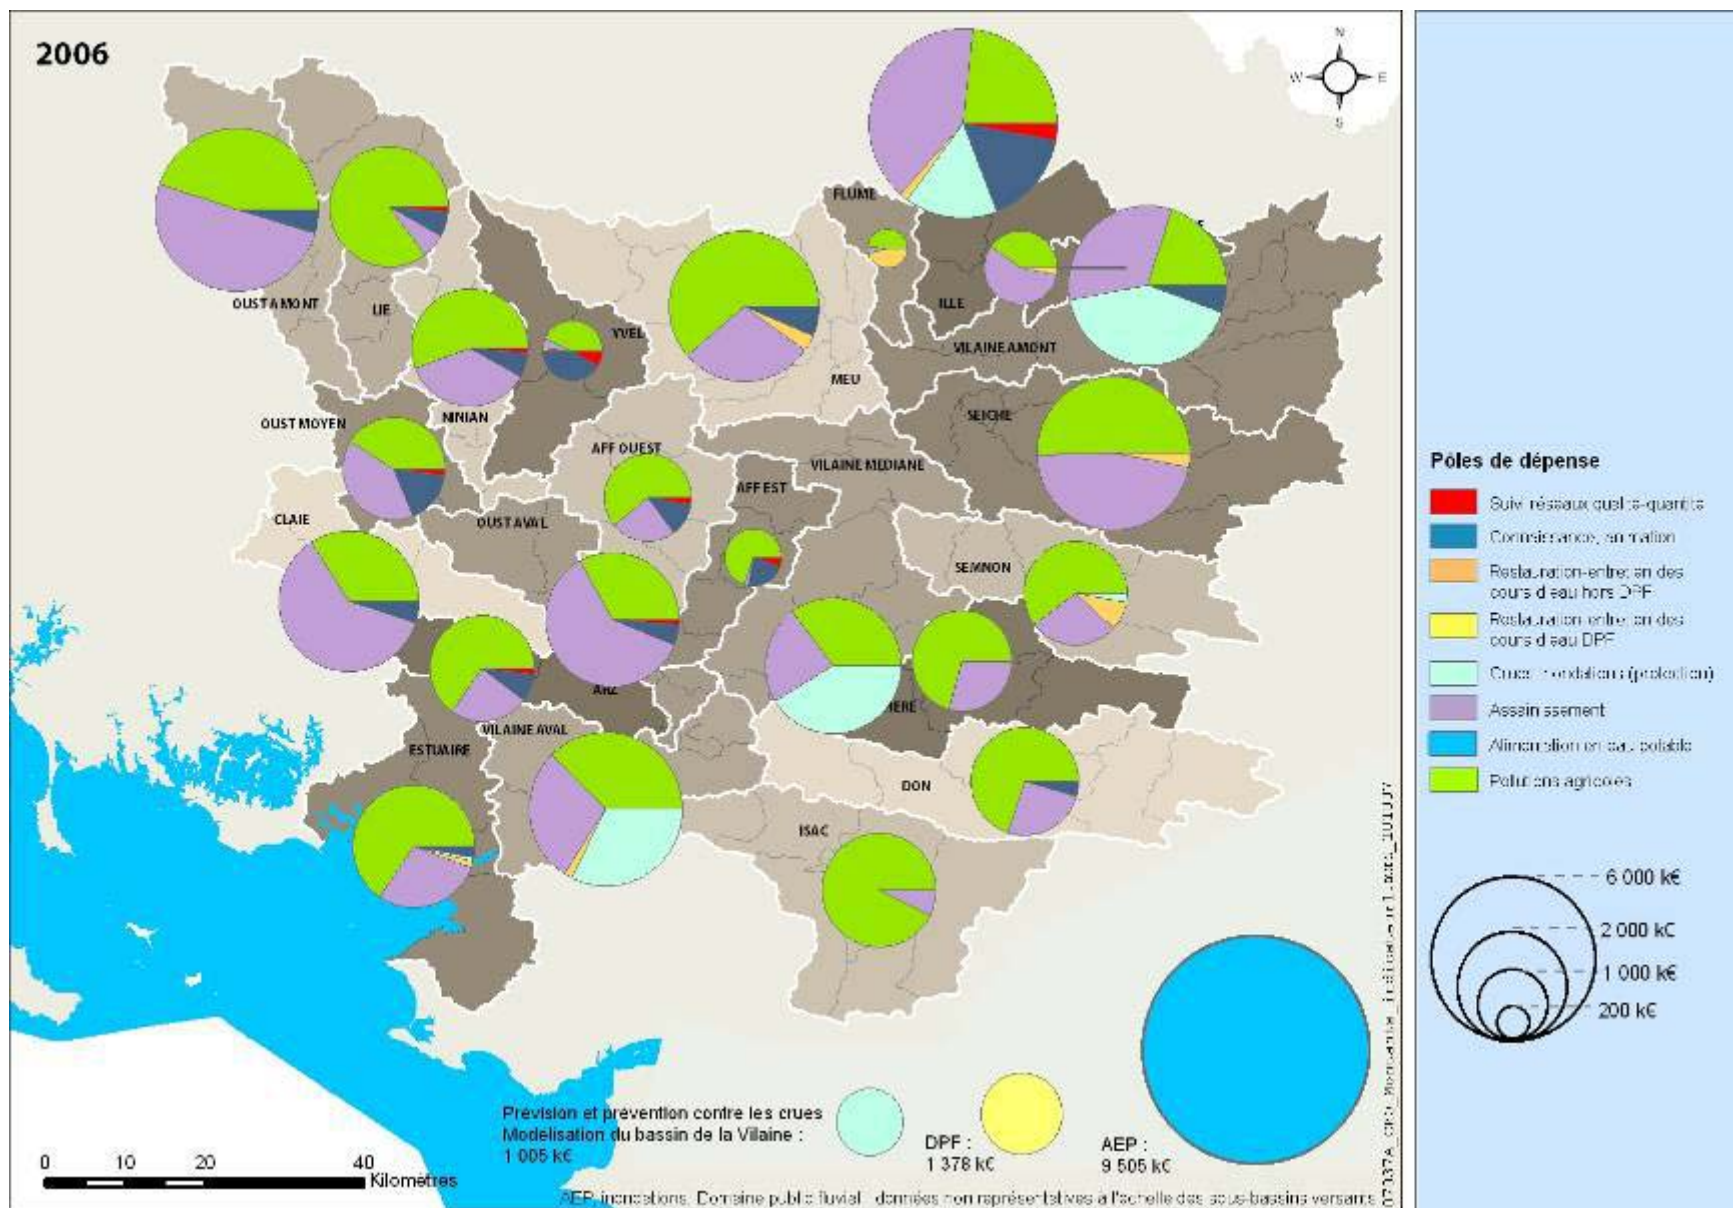 2006
N
W E
S
FLUME
OUST AMONT
LIE
YVEL
ILLE
VILAINE AMONT
MEU
SEICHE
OUST MOYEN
NINIAN
AFF OUEST
VILAINE MEDIANE
AFF EST
CLAIE
OUST AVAL
SEMNON
ARZ
VILAINE AVAL
ESTUAIRE
DON
ISAC
Prévision et prévention contre les crues
Modélisation du bassin de la Vilaine :
1 005 k€
DPF :
1 378 k€
AEP :
9 505 k€
0 10 20 40
Kilomètres
AEP, inondations, Domaine public fluvial : données non représentatives à l'échelle des sous-bassins versants
Pôles de dépense
Suivi réseaux qualité-quantité
Connaissance, animation
Restauration-entretien des
cours d'eau hors DPF
Restauration-entretien des
cours d'eau DPF
Crues inondations (protection)
Assainissement
Alimentation en eau potable
Pollutions agricoles
6 000 k€
2 000 k€
1 000 k€
200 k€